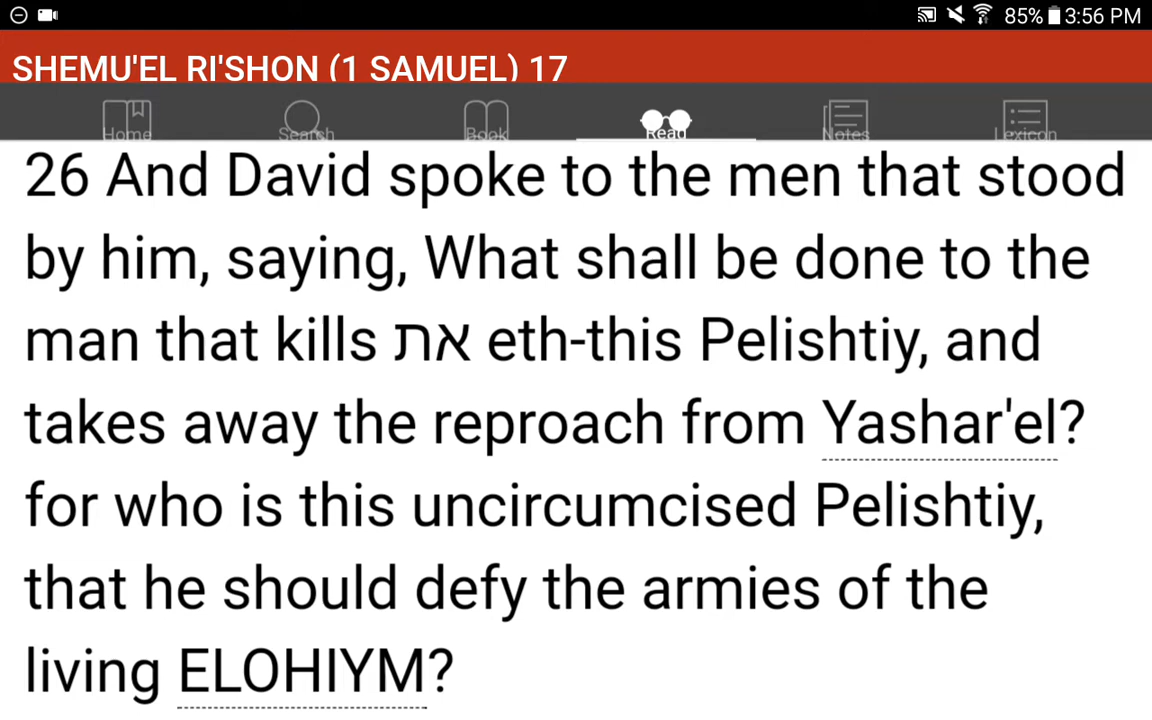 85% 3:56 PM
SHEMU'EL RI'SHON (1 SAMUEL) 17
Home Search Book Read Notes Lexicon
26 And David spoke to the men that stood
by him, saying, What shall be done to the
man that kills את eth-this Pelishtiy, and
takes away the reproach from Yashar'el?
for who is this uncircumcised Pelishtiy,
that he should defy the armies of the
living ELOHIYM?